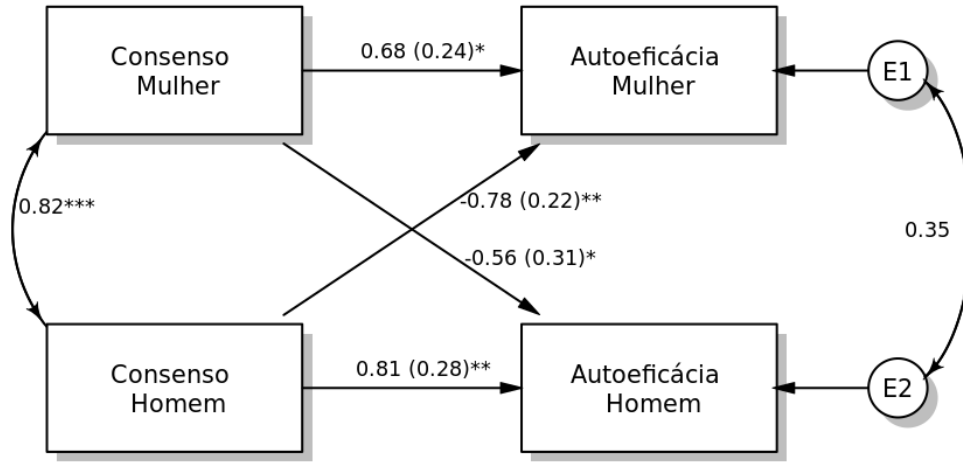 Consenso
Mulher
0.68 (0.24)*
Autoeficácia
Mulher
E1
0.82***
-0.78 (0.22)**
0.35
-0.56 (0.31)*
Consenso
Homem
0.81 (0.28)**
Autoeficácia
Homem
E2